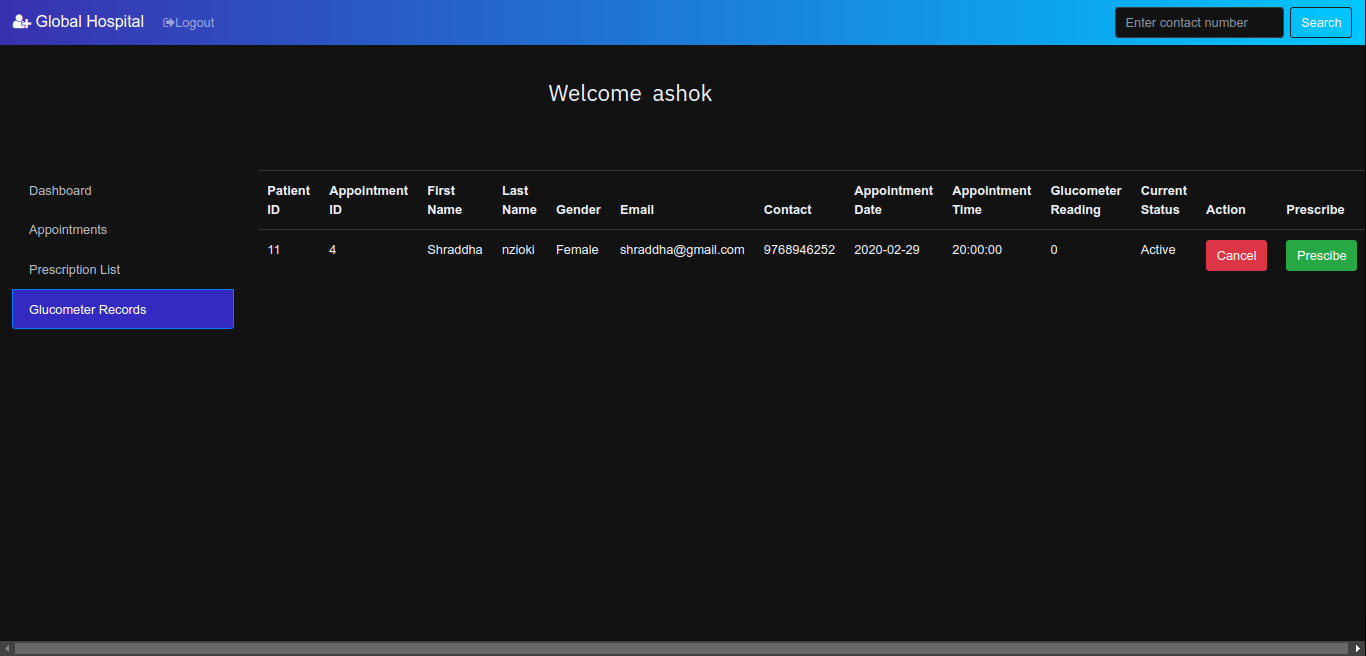 Global Hospital Logout Enter contact number Search
Welcome ashok
Dashboard
Appointments
Prescription List
Glucometer Records
Patient ID Appointment ID First Name Last Name Gender Email Contact Appointment Date Appointment Time Glucometer Reading Current Status Action Prescribe
11 4 Shraddha nzioki Female shraddha@gmail.com 9768946252 2020-02-29 20:00:00 0 Active Cancel Prescibe